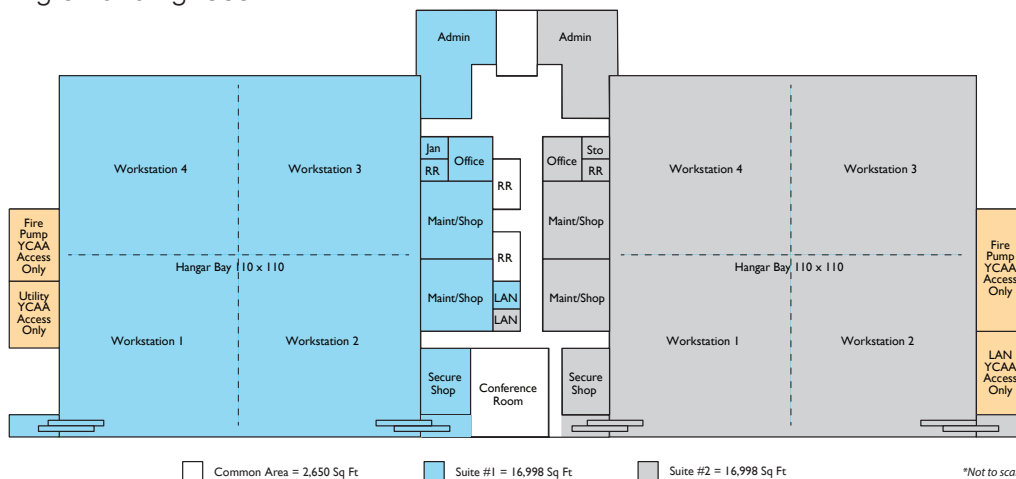 Admin
Admin
Jan
Office
RR
Office
Sto
RR
Workstation 4
Workstation 3
RR
Workstation 4
Workstation 3
Maint/Shop
Maint/Shop
Fire
Pump
YCAA
Access
Only
Hangar Bay 110 x 110
RR
Hangar Bay 110 x 110
Fire
Pump
YCAA
Access
Only
Utility
YCAA
Access
Only
Maint/Shop
LAN
LAN
Maint/Shop
Workstation 1
Workstation 2
Workstation 1
Workstation 2
LAN
YCAA
Access
Only
Secure
Shop
Conference
Room
Secure
Shop
Common Area = 2,650 Sq Ft
Suite #1 = 16,998 Sq Ft
Suite #2 = 16,998 Sq Ft
*Not to